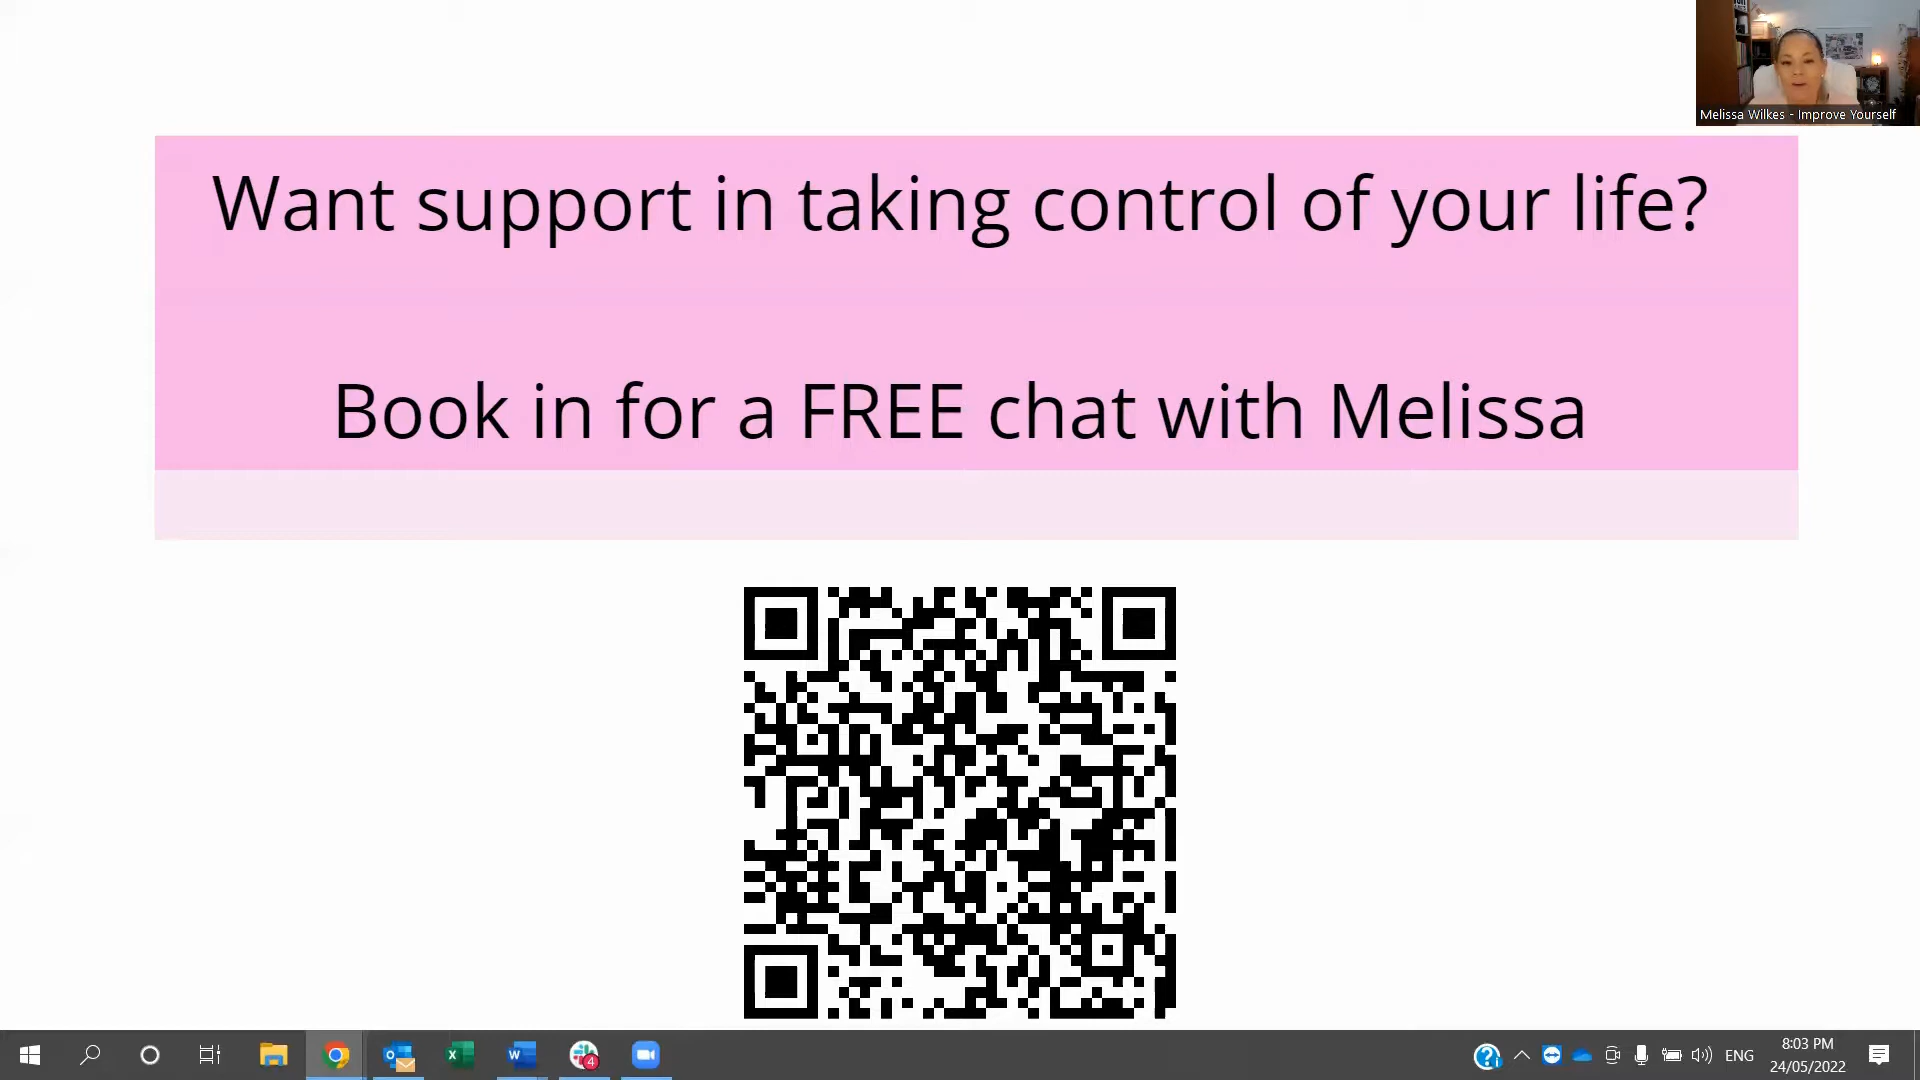 Melissa Wilkes - Improve Yourself
Want support in taking control of your life?
Book in for a FREE chat with Melissa
4
ENG
8:03 PM
24/05/2022